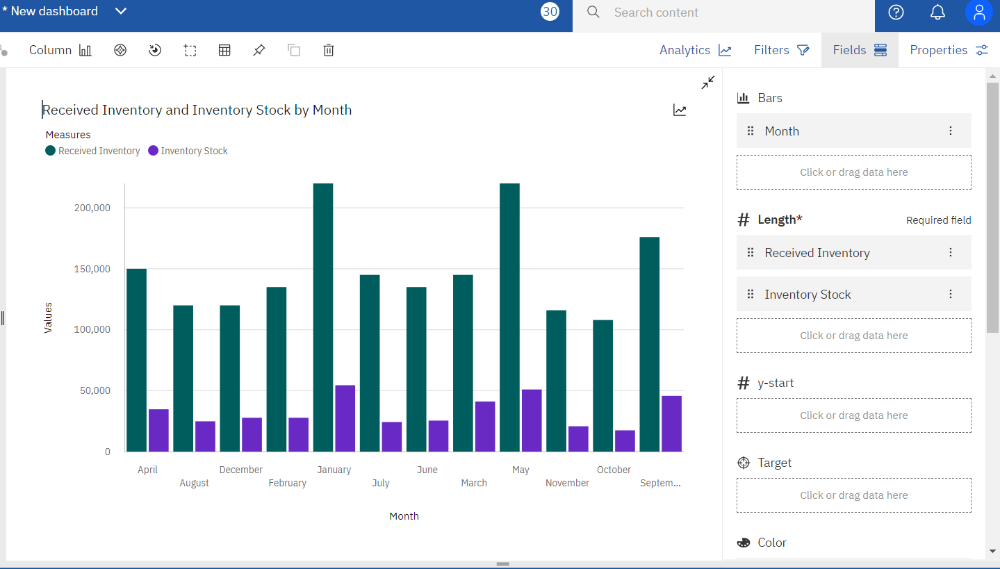 * New dashboard
30
Search content
Column
Analytics
Filters
Fields
Properties
Received Inventory and Inventory Stock by Month
Measures
Received Inventory Inventory Stock
200,000
150,000
100,000
50,000
0
Values
April August December February January July June March May November October Septem...
Month
Bars
Month
Click or drag data here
# Length* Required field
Received Inventory
Inventory Stock
Click or drag data here
# y-start
Click or drag data here
Target
Click or drag data here
Color